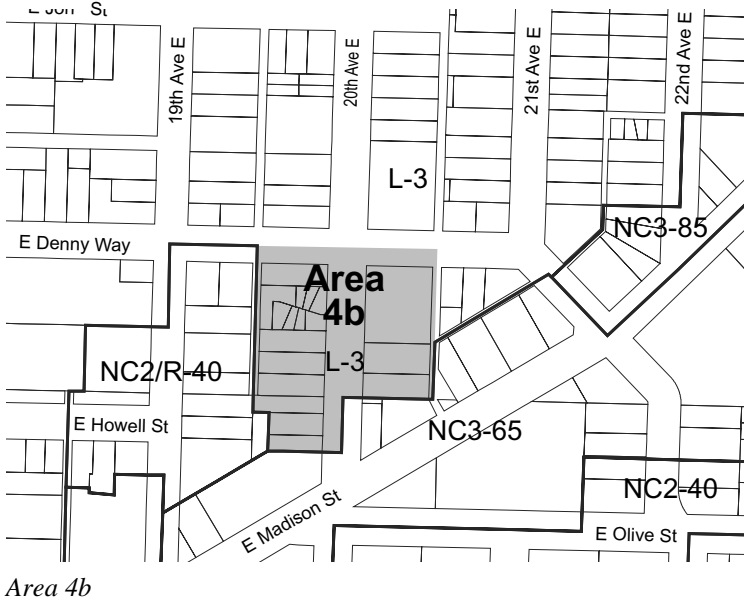 St
19th Ave E
20th Ave E
21st Ave E
22nd Ave E
L-3
NC3-85
E Denny Way
Area
4b
L-3
NC2/R-40
E Howell St
NC3-65
NC2-40
E Madison St
E Olive St
Area 4b